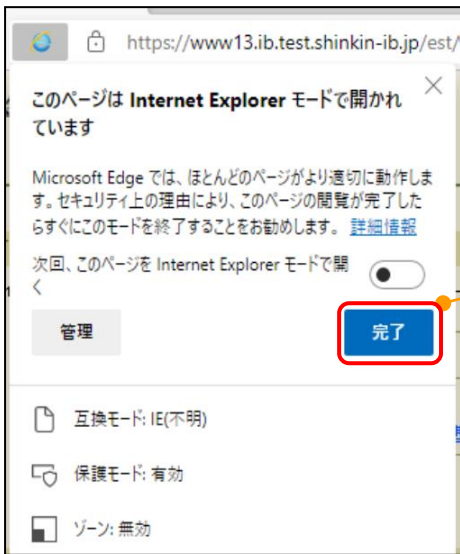 https://www13.ib.test.shinkin-ib.jp/est/
このページは Internet Explorer モードで開かれ
ています
Microsoft Edge では、ほとんどのページがより適切に動作しま
す。セキュリティ上の理由により、このページの閲覧が完了した
らすぐにこのモードを終了することをお勧めします。 詳細情報
次回、このページを Internet Explorer モードで開
く
管理
完了
互換モード: IE(不明)
保護モード: 有効
ゾーン: 無効